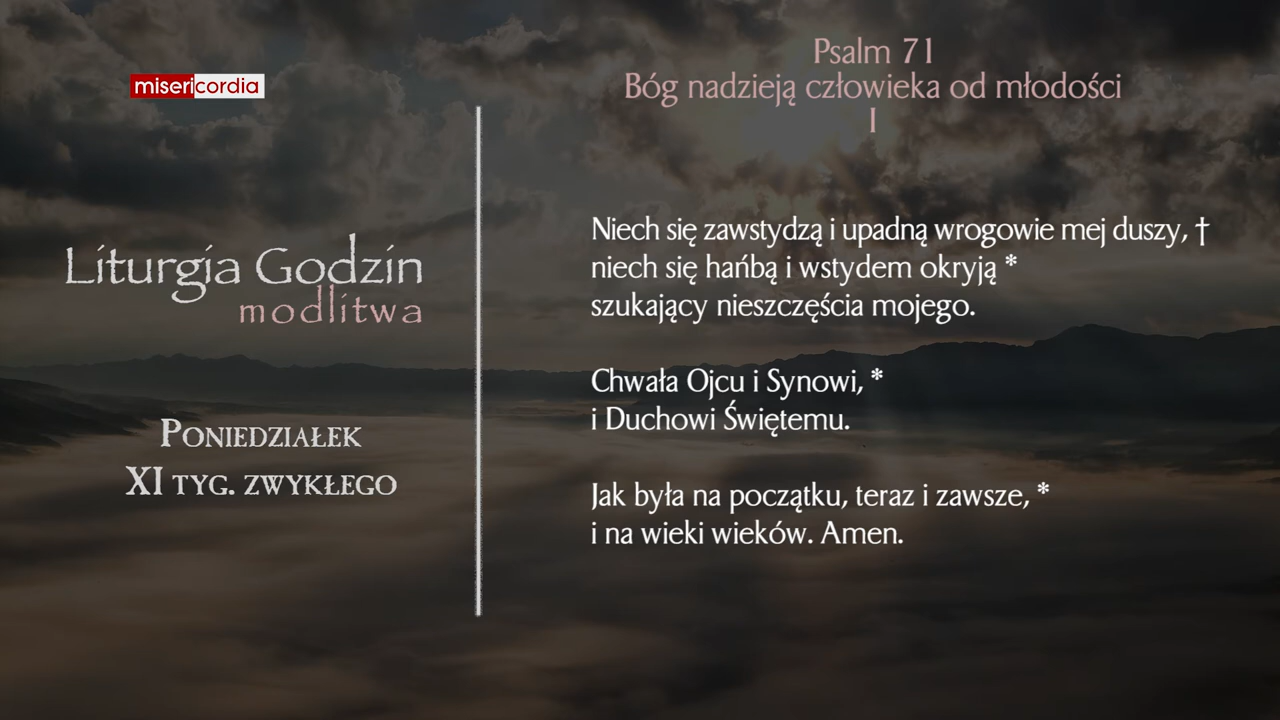 misericordia
Liturgia Godzin
modlitwa
Poniedziałek
XI tyg. zwykłego
Psalm 71
Bóg nadzieją człowieka od młodości
I
Niech się zawstydzą i upadną wrogowie mej duszy, †
niech się hańbą i wstydem okryją *
szukający nieszczęścia mojego.
Chwała Ojcu i Synowi, *
i Duchowi Świętemu.
Jak była na początku, teraz i zawsze, *
i na wieki wieków. Amen.